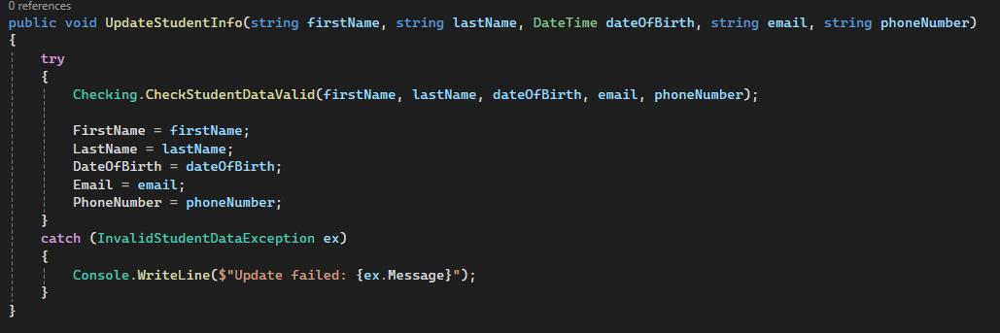 0 references
public void UpdateStudentInfo(string firstName, string lastName, DateTime dateOfBirth, string email, string phoneNumber)
{
    try
    {
        Checking.CheckStudentDataValid(firstName, lastName, dateOfBirth, email, phoneNumber);

        FirstName = firstName;
        LastName = lastName;
        DateOfBirth = dateOfBirth;
        Email = email;
        PhoneNumber = phoneNumber;
    }
    catch (InvalidStudentDataException ex)
    {
        Console.WriteLine($"Update failed: {ex.Message}");
    }
}